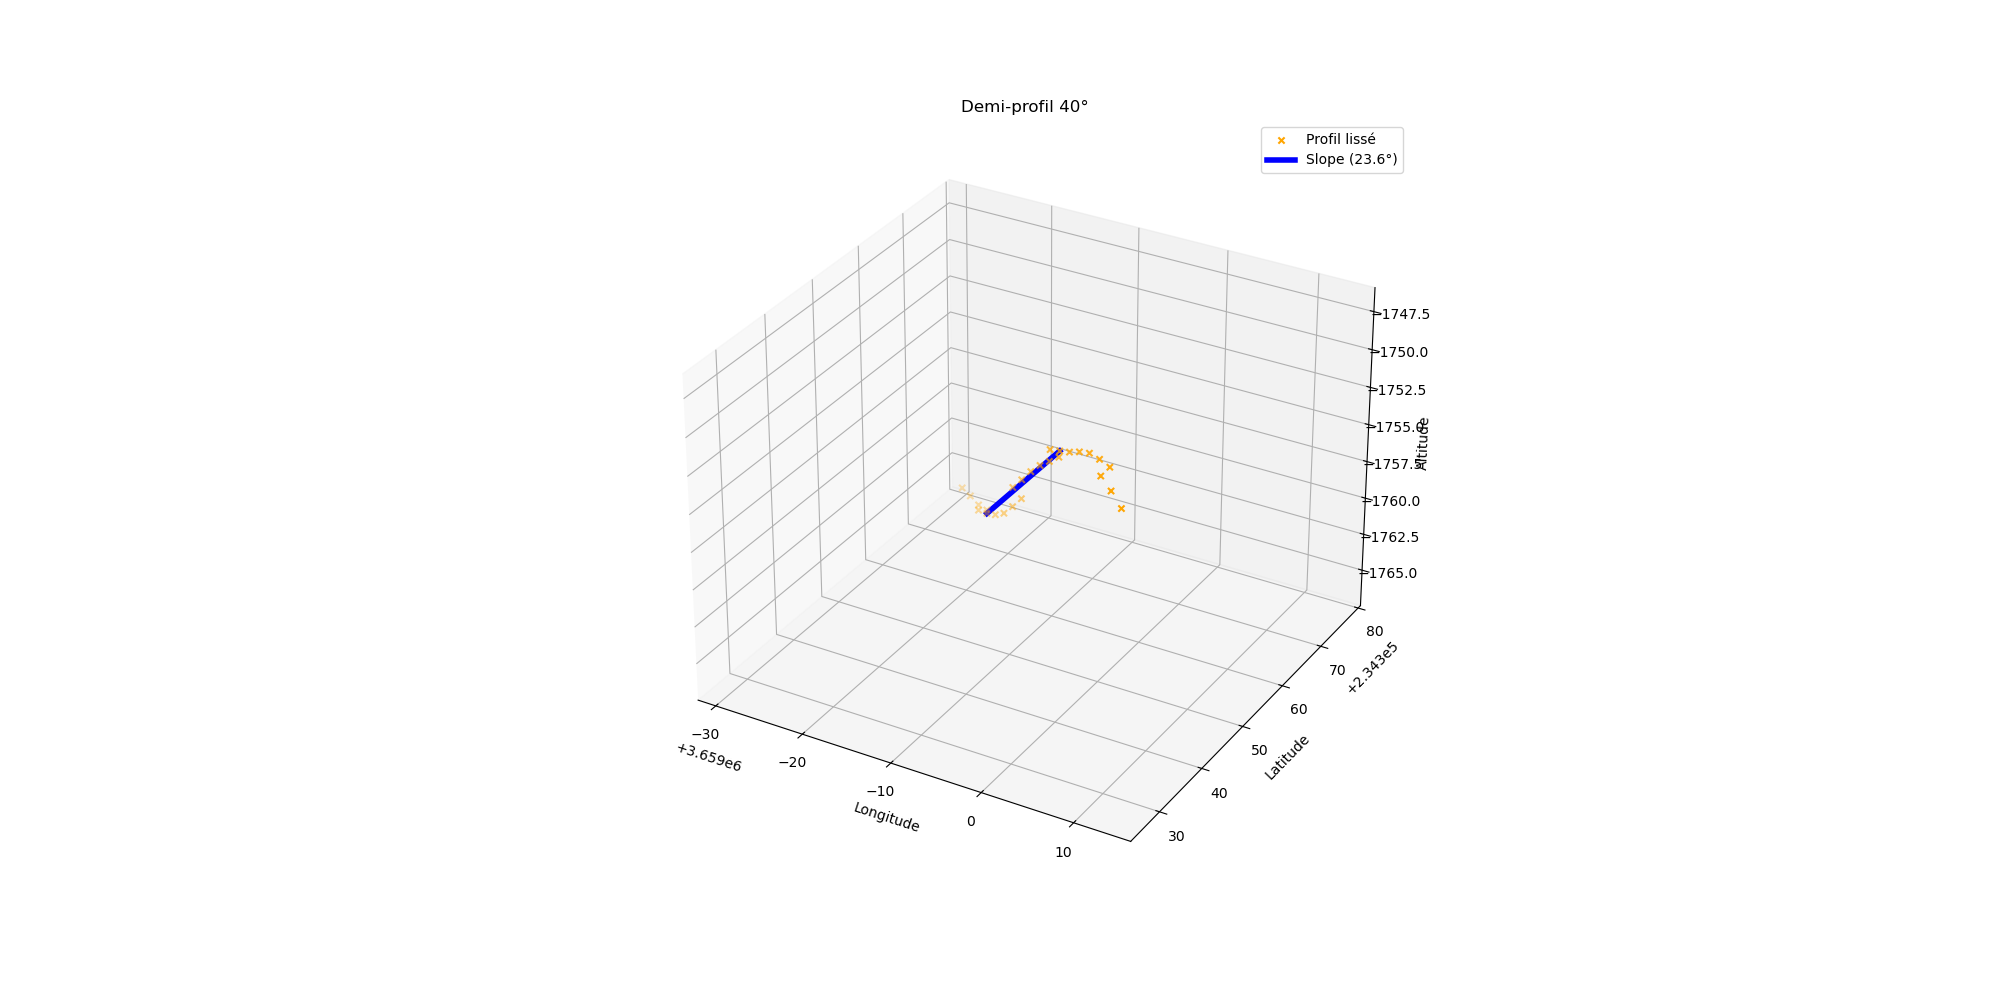 Demi-profil 40°
Profil lissé
Slope (23.6°)
−1747.5
−1750.0
−1752.5
−1755.0
−1757.5
−1760.0
−1762.5
−1765.0
Altitude
80
70
60
50
40
30
+2.343e5
Latitude
−30
−20
−10
0
10
+3.659e6
Longitude